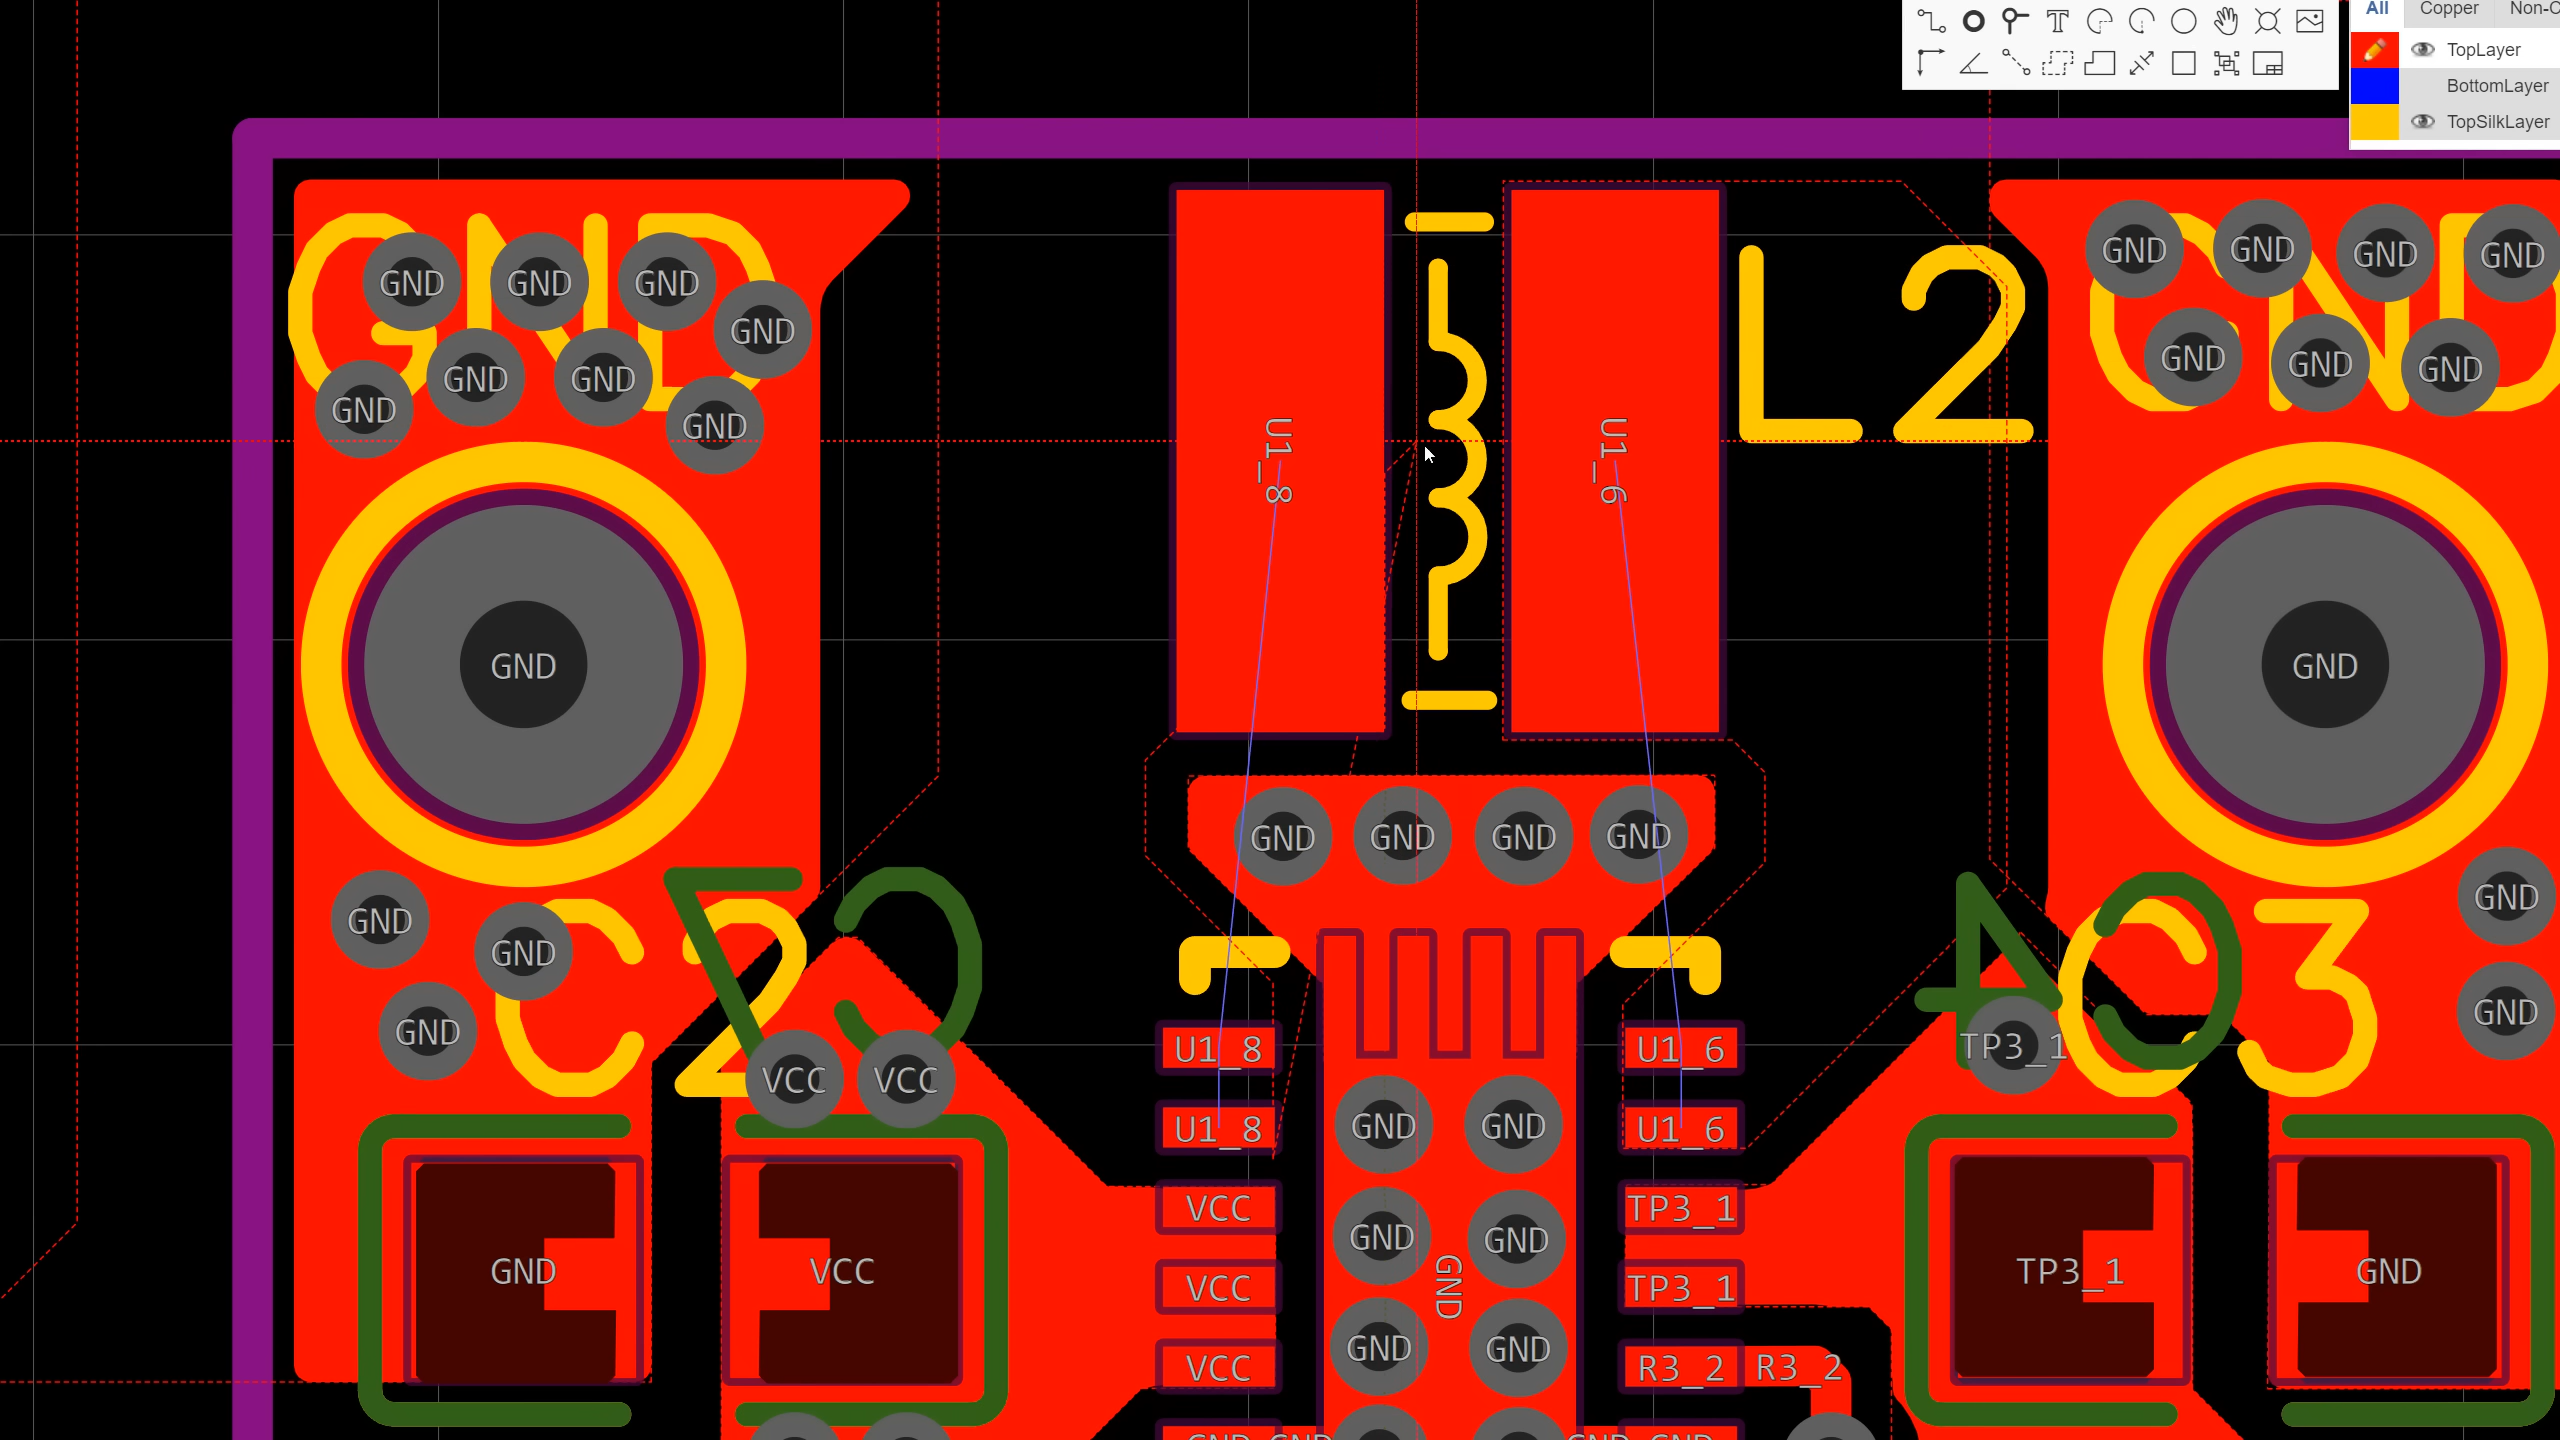 All Copper
TopLayer
BottomLayer
TopSilkLayer
GND
GND GND GND GND
GND GND GND GND
L2
GND
GND GND GND GND
GND GND GND
U1_8
U1_6
GND
GND
GND GND GND GND
C2
GND GND
GND
C3
GND
GND
VCC VCC
TP3_1
U1_8
U1_6
U1_8
GND GND
U1_6
VCC
GND GND
TP3_1
GND
VCC
VCC
GND
TP3_1
TP3_1
GND
VCC
GND GND
R3_2 R3_2